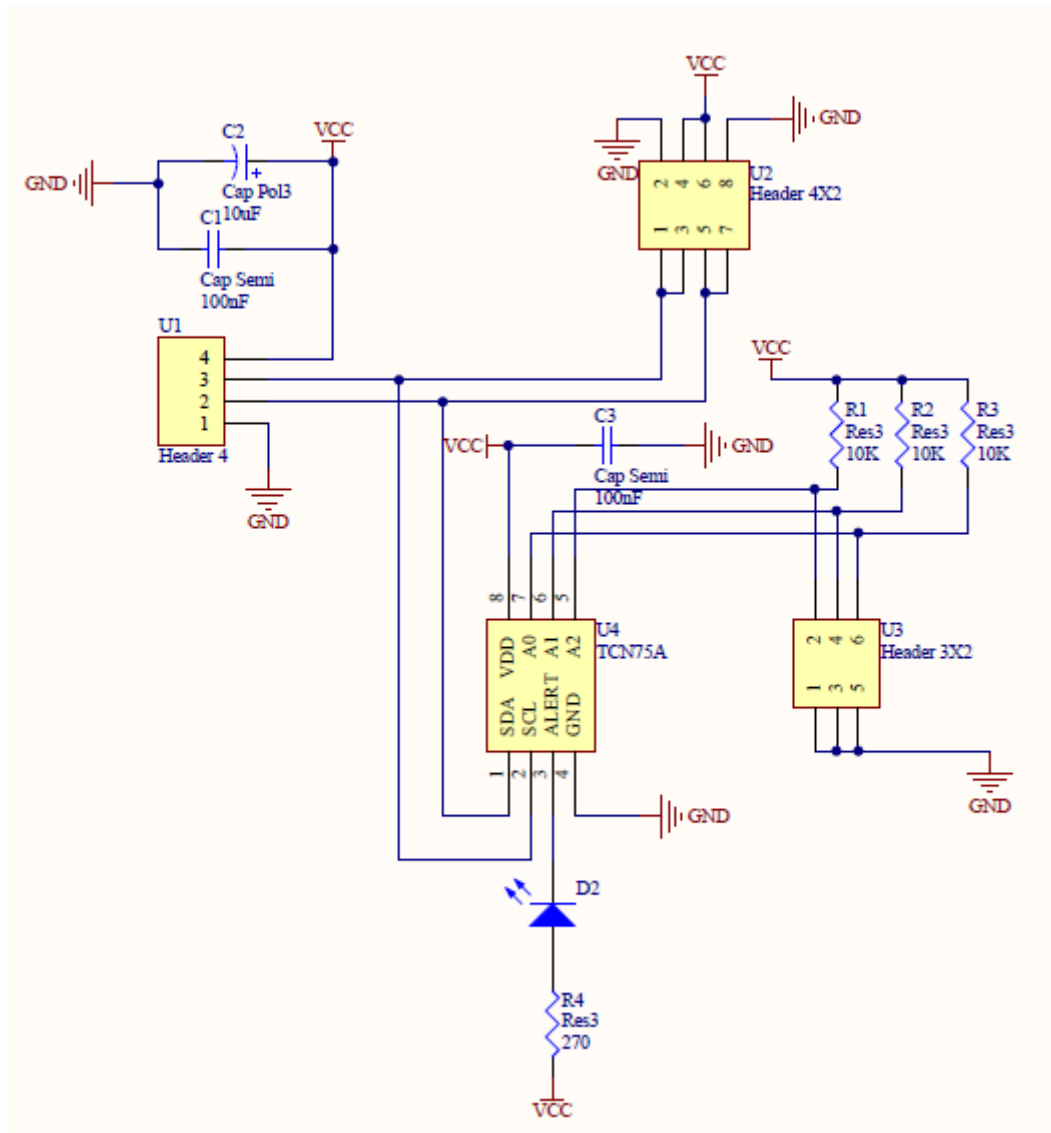 VCC
GND
GND
2 4 6 8
1 3 5 7
U2
Header 4X2
C2
VCC
GND
Cap Pol3
10uF
C1
Cap Semi
100nF
U1
4
3
2
1
Header 4
GND
VCC
R1
Res3
10K
R2
Res3
10K
R3
Res3
10K
C3
VCC
GND
Cap Semi
100nF
8 7 6 5
VDD A0 A1 A2
SDA SCL ALERT GND
1 2 3 4
U4
TCN75A
2 4 6
1 3 5
U3
Header 3X2
GND
GND
D2
R4
Res3
270
VCC